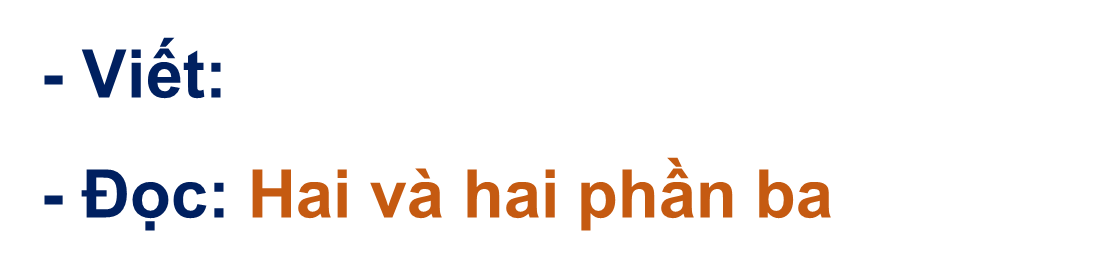 - Viết:
- Đọc: Hai và hai phần ba